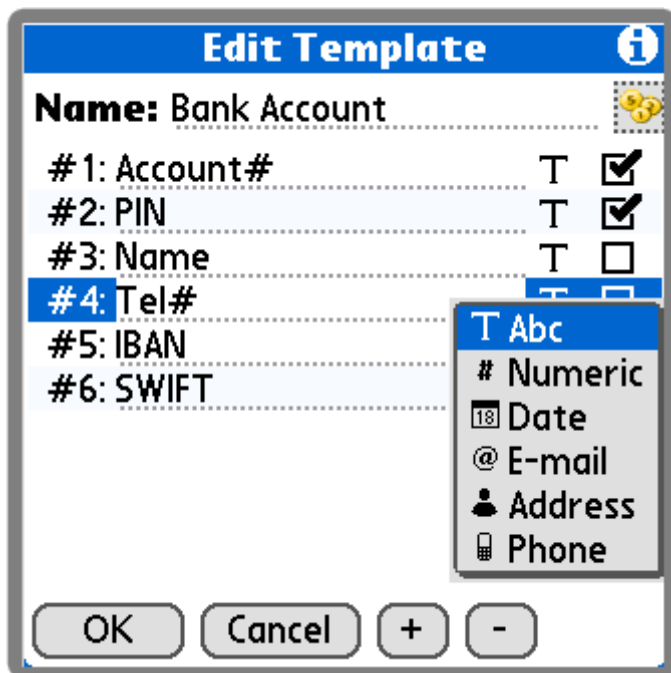 Edit Template
Name: Bank Account
#1: Account# T
#2: PIN T
#3: Name T
#4: Tel# T
#5: IBAN
#6: SWIFT
T Abc
# Numeric
18 Date
@ E-mail
Address
Phone
OK Cancel + -